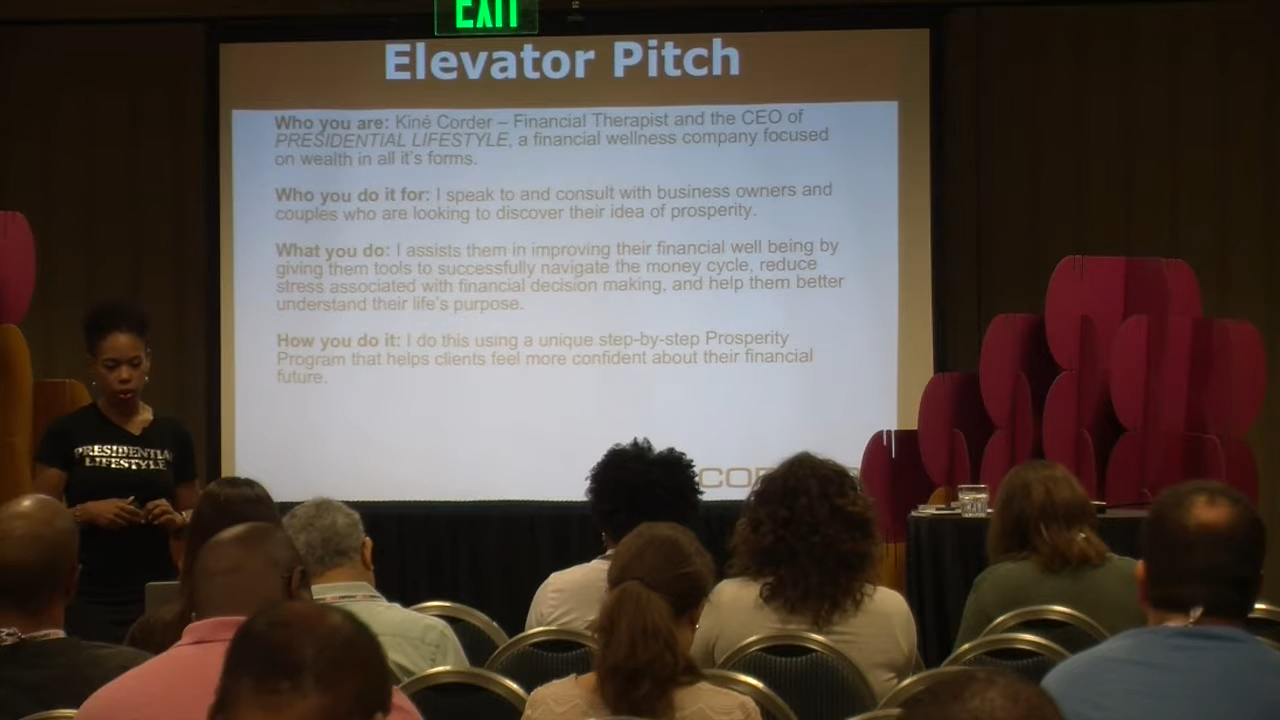 EXIT
Elevator Pitch
Who you are: Kiné Corder – Financial Therapist and the CEO of
PRESIDENTIAL LIFESTYLE, a financial wellness company focused
on wealth in all it's forms.
Who you do it for: I speak to and consult with business owners and
couples who are looking to discover their idea of prosperity.
What you do: I assists them in improving their financial well being by
giving them tools to successfully navigate the money cycle, reduce
stress associated with financial decision making, and help them better
understand their life's purpose.
How you do it: I do this using a unique step-by-step Prosperity
Program that helps clients feel more confident about their financial
future.
PRESIDENTIAL
LIFESTYLE